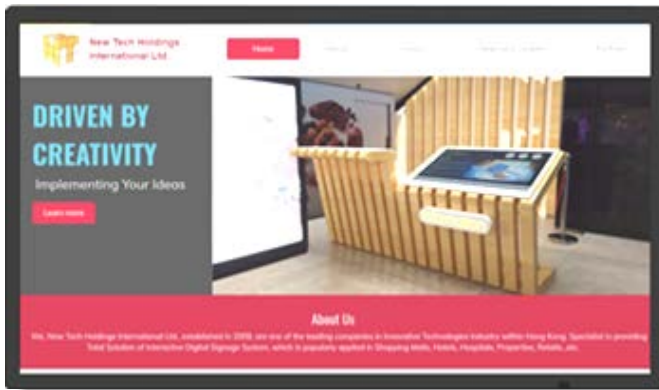 New Tech Holdings
International Ltd.
Home
DRIVEN BY
CREATIVITY
Implementing Your Ideas
Learn more
About Us
We, New Tech Holdings International Ltd, established in 2009, are one of the leading companies in Innovative Technologies Industry within Hong Kong. Specialist in providing
Total Solution of Interactive Digital Signage System, which is popularly applied in Shopping Malls, Hotels, Hospitals, Properties, Retails, etc.